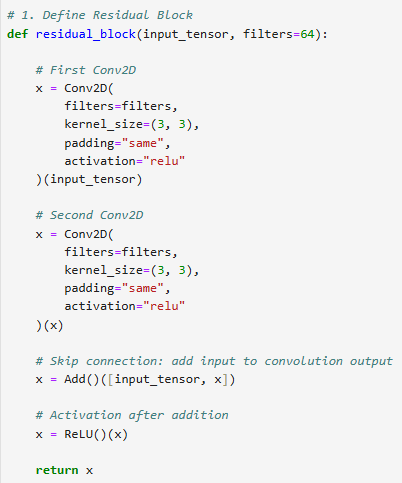 # 1. Define Residual Block
def residual_block(input_tensor, filters=64):
    # First Conv2D
    x = Conv2D(
        filters=filters,
        kernel_size=(3, 3),
        padding="same",
        activation="relu"
    )(input_tensor)
    # Second Conv2D
    x = Conv2D(
        filters=filters,
        kernel_size=(3, 3),
        padding="same",
        activation="relu"
    )(x)
    # Skip connection: add input to convolution output
    x = Add()([input_tensor, x])
    # Activation after addition
    x = ReLU()(x)
    return x